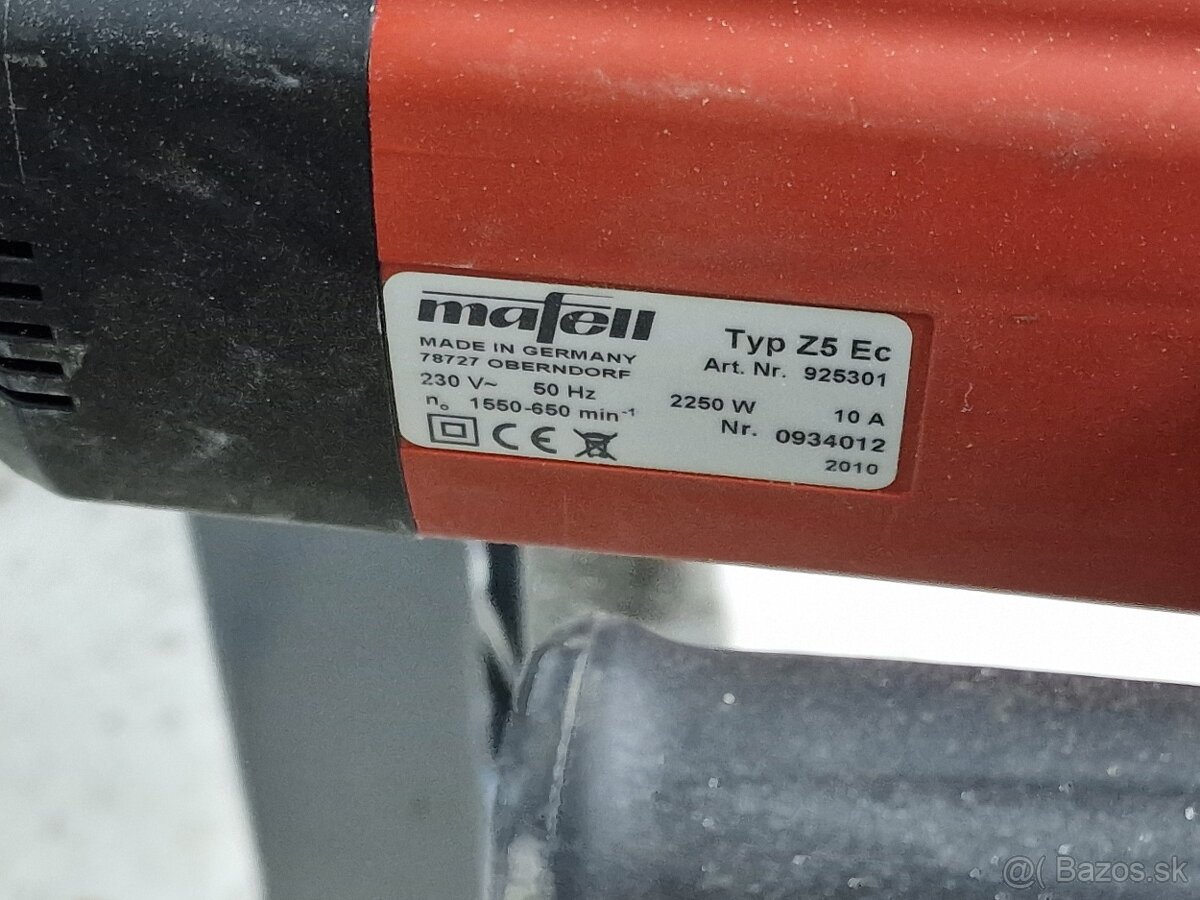 mafell
MADE IN GERMANY
78727 OBERNDORF
230 V~ 50 Hz
n₀ 1550-650 min⁻¹
CE
Typ Z5 Ec
Art. Nr. 925301
2250 W 10 A
Nr. 0934012
2010
@( Bazos.sk